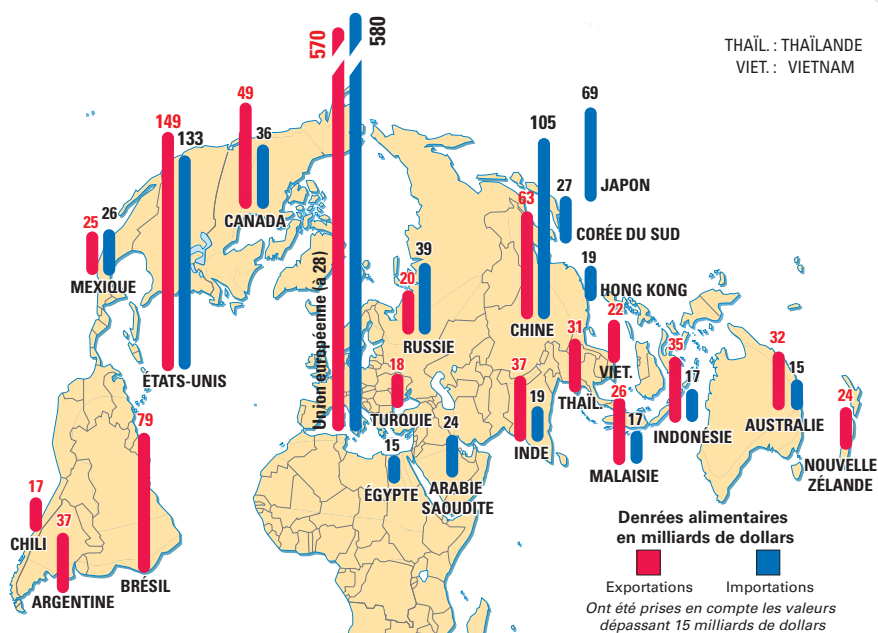 THAÏL. : THAÏLANDE
VIET. : VIETNAM
570
580
Union européenne (à 28)
49
36
CANADA
149
133
ÉTATS-UNIS
25
26
MEXIQUE
69
JAPON
105
63
CHINE
27
CORÉE DU SUD
19
HONG KONG
39
20
RUSSIE
18
TURQUIE
24
ARABIE
SAOUDITE
15
ÉGYPTE
37
19
INDE
31
THAÏL.
22
VIET.
26
17
MALAISIE
35
17
INDONÉSIE
32
15
AUSTRALIE
24
NOUVELLE
ZÉLANDE
79
BRÉSIL
17
CHILI
37
ARGENTINE
Denrées alimentaires
en milliards de dollars
Exportations
Importations
Ont été prises en compte les valeurs
dépassant 15 milliards de dollars